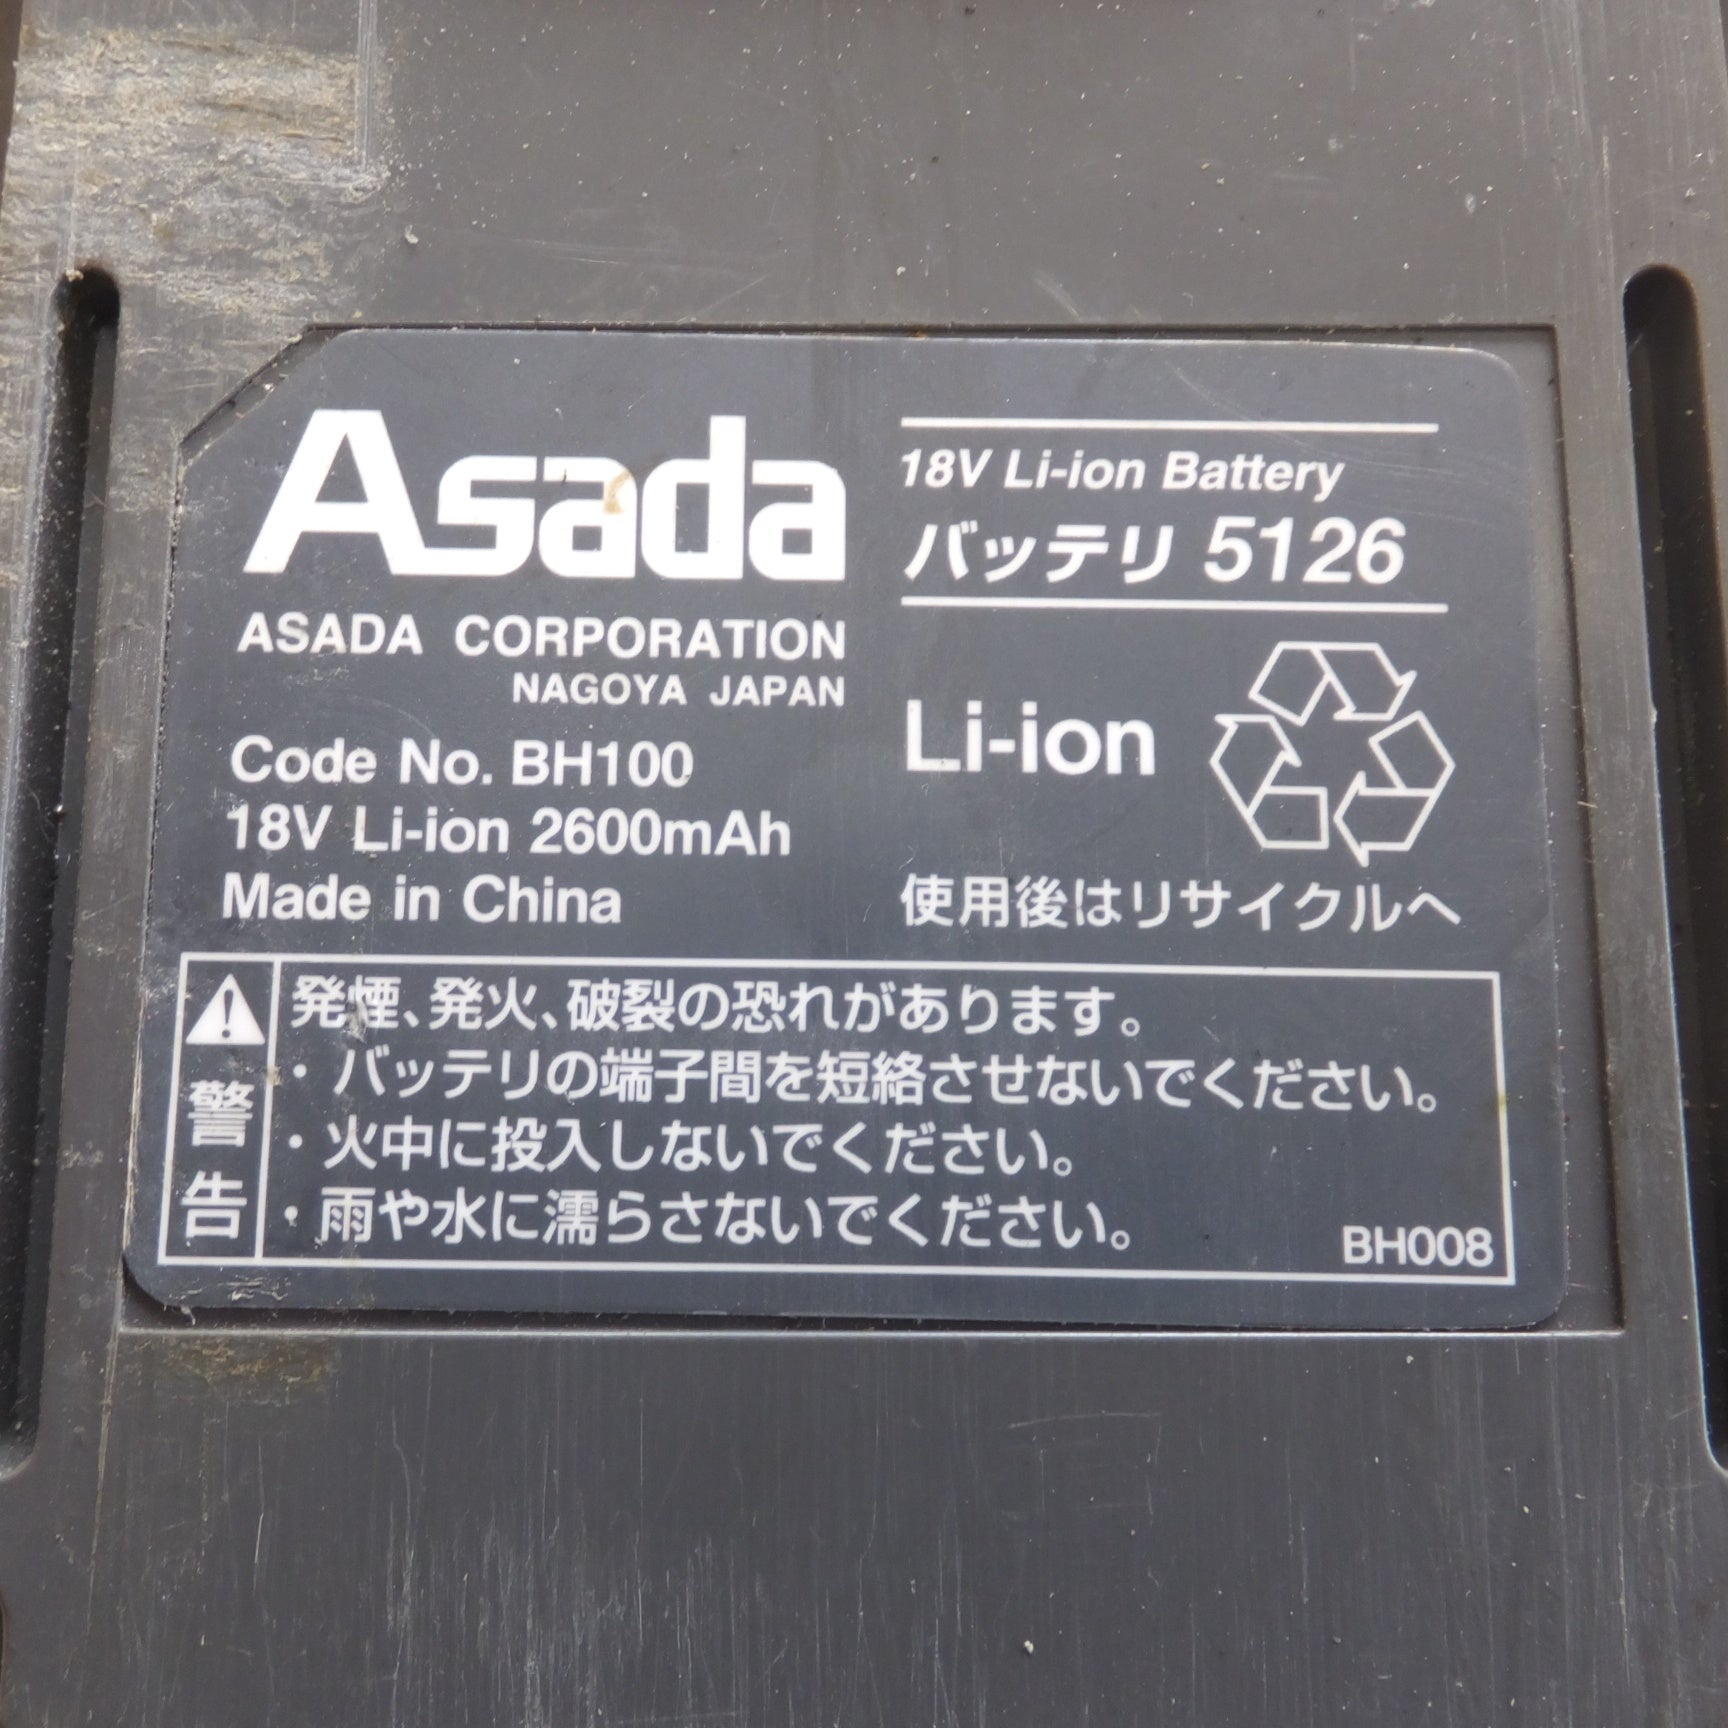 Asada
ASADA CORPORATION
NAGOYA JAPAN
Code No. BH100
18V Li-ion 2600mAh
Made in China
18V Li-ion Battery
バッテリ 5126
Li-ion
使用後はリサイクルへ
警告
発煙、発火、破裂の恐れがあります。
・バッテリの端子間を短絡させないでください。
・火中に投入しないでください。
・雨や水に濡らさないでください。
BH008